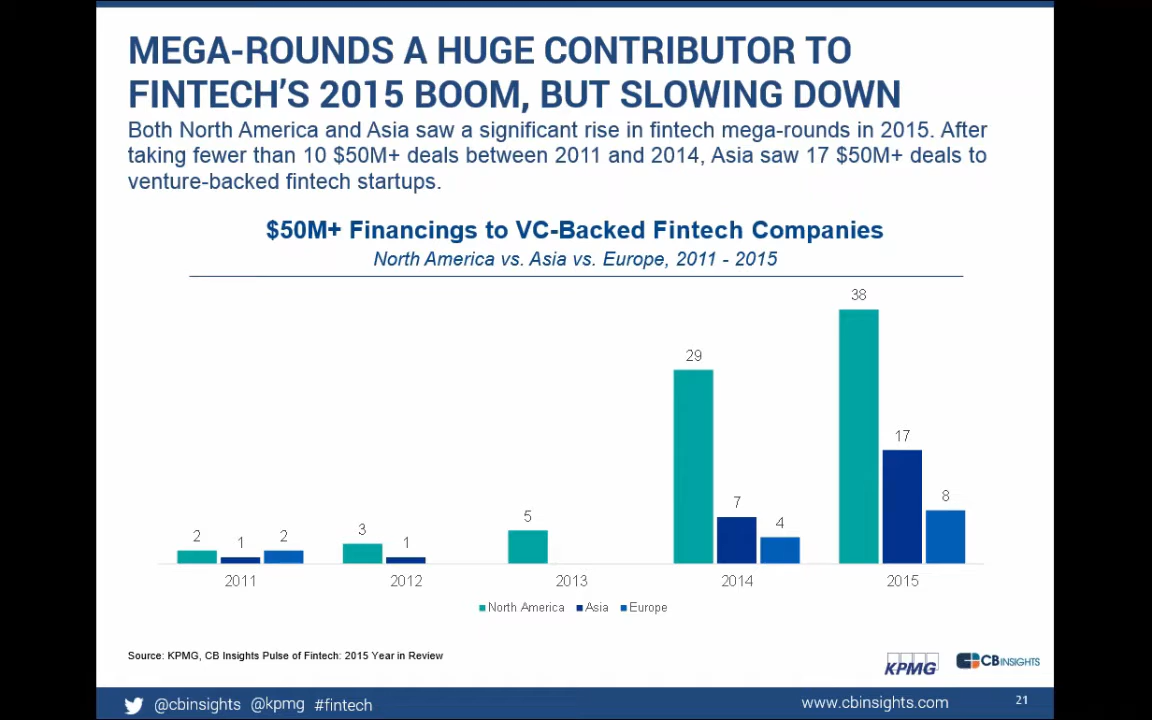 MEGA-ROUNDS A HUGE CONTRIBUTOR TO
FINTECH'S 2015 BOOM, BUT SLOWING DOWN
Both North America and Asia saw a significant rise in fintech mega-rounds in 2015. After
taking fewer than 10 $50M+ deals between 2011 and 2014, Asia saw 17 $50M+ deals to
venture-backed fintech startups.
$50M+ Financings to VC-Backed Fintech Companies
North America vs. Asia vs. Europe, 2011 - 2015
38
29
17
8
7
5
4
3
2
1
2
1
2011
2012
2013
2014
2015
North America Asia Europe
Source: KPMG, CB Insights Pulse of Fintech: 2015 Year in Review
KPMG
CBINSIGHTS
@cbinsights @kpmg #fintech
www.cbinsights.com
21